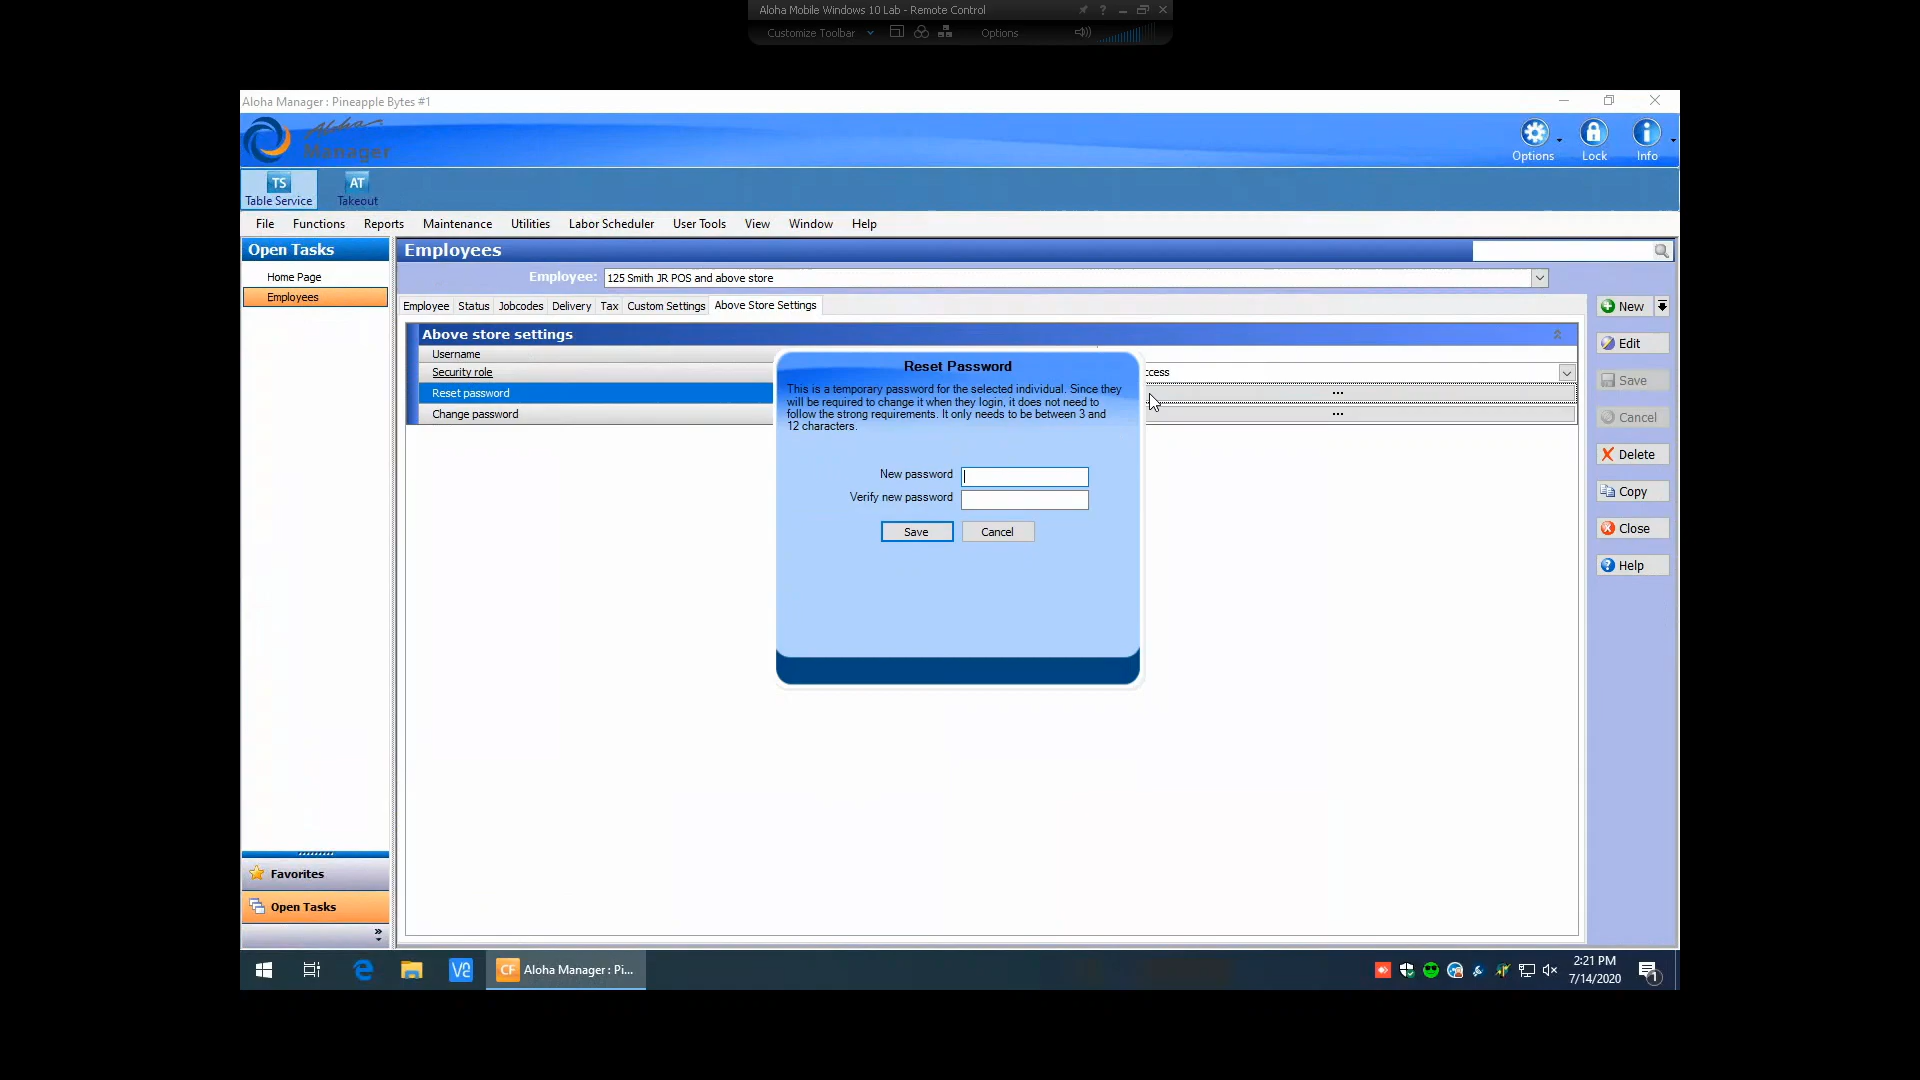 Aloha Mobile Windows 10 Lab - Remote Control
Customize Toolbar
Options
Aloha Manager : Pineapple Bytes #1
Aloha
Manager
Options
Lock
Info
TS
Table Service
AT
Takeout
File Functions Reports Maintenance Utilities Labor Scheduler User Tools View Window Help
Open Tasks
Home Page
Employees
Employees
Employee: 125 Smith JR POS and above store
Employee Status Jobcodes Delivery Tax Custom Settings Above Store Settings
Above store settings
Username
Security role
ccess
Reset password
...
Change password
...
Reset Password
This is a temporary password for the selected individual. Since they
will be required to change it when they login, it does not need to
follow the strong requirements. It only needs to be between 3 and
12 characters.
New password
Verify new password
Save Cancel
New
Edit
Save
Cancel
Delete
Copy
Close
Help
Favorites
Open Tasks
CF Aloha Manager : Pi...
2:21 PM
7/14/2020
1